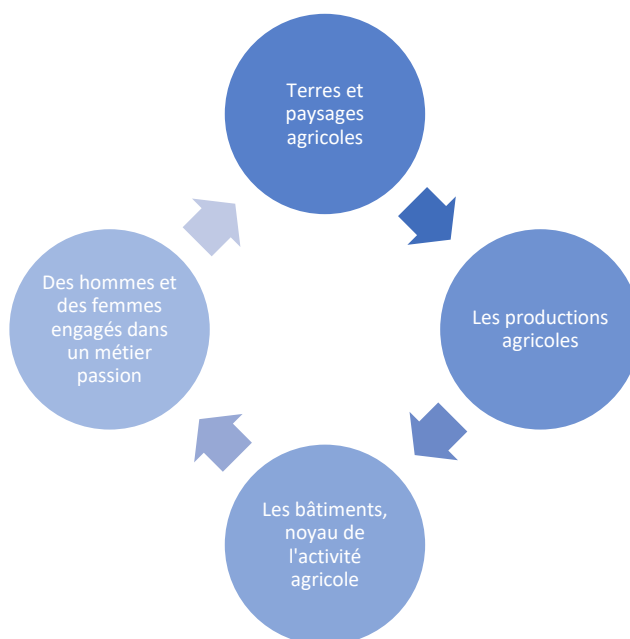 Terres et
paysages
agricoles
Les productions
agricoles
Les bâtiments,
noyau de
l'activité
agricole
Des hommes et
des femmes
engagés dans
un métier
passion